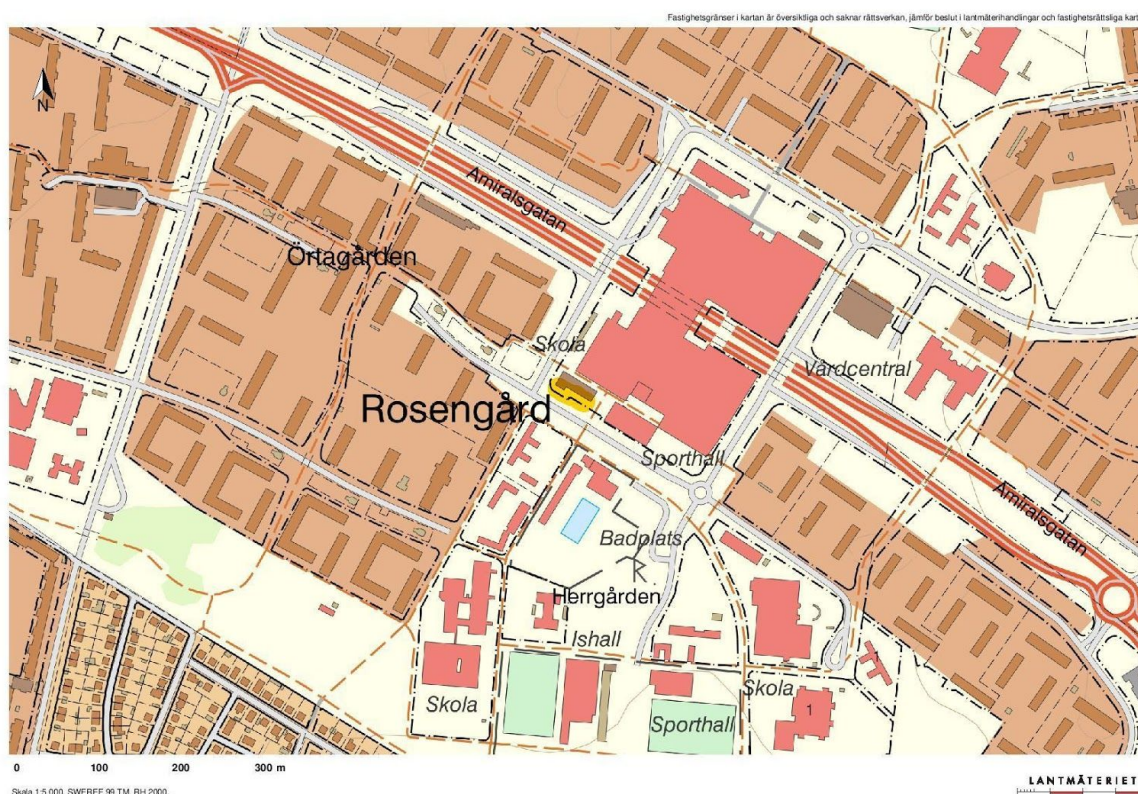 Fastighetsgränser i kartan är översiktliga och saknar rättsverkan, jämför beslut i lantmäterihandlingar och fastighetsrättsliga kart
N
Amiralsgatan
Örtagården
Skola
Vårdcentral
Rosengård
Sporthall
Amiralsgatan
Badplats
Herrgården
Ishall
Skola
Skola
1
Sporthall
0 100 200 300 m
Skala 1:5 000, SWEREF 99 TM, RH 2000.
LANTMÄTERIET